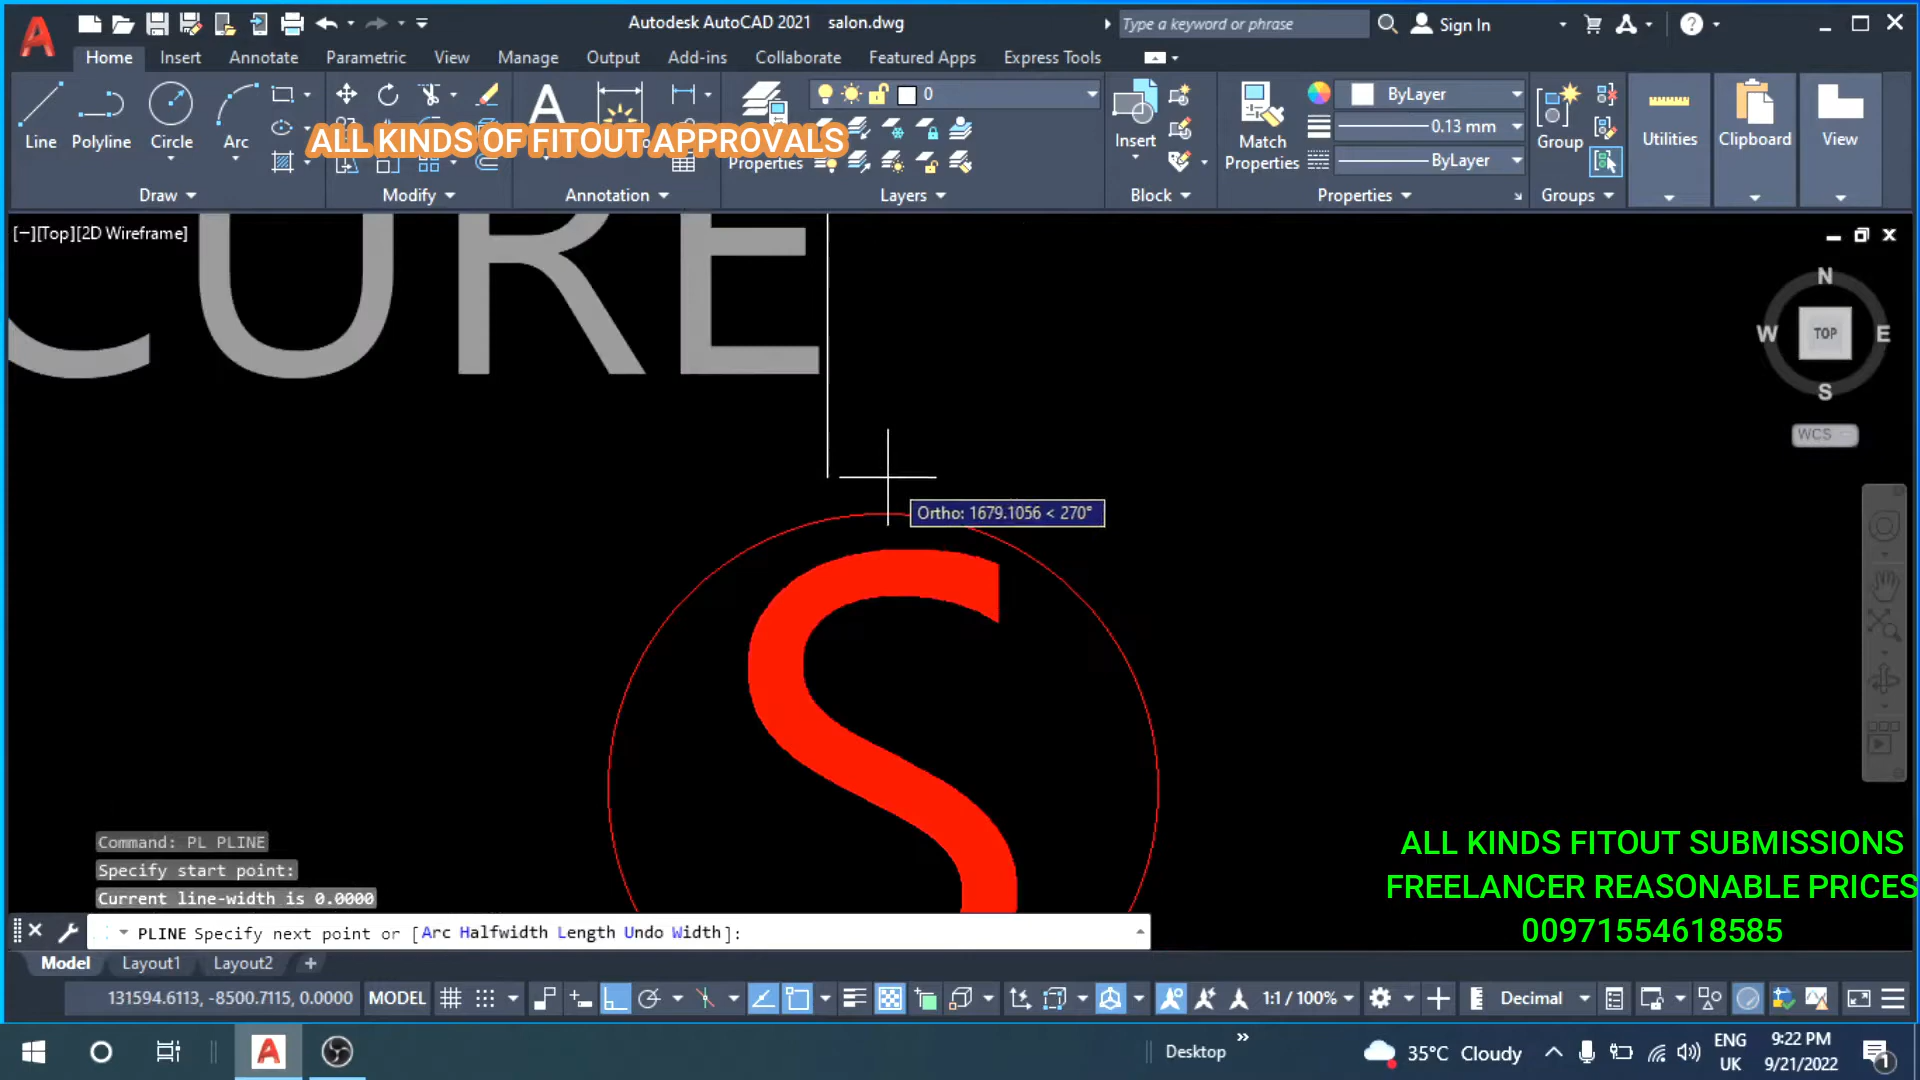 Autodesk AutoCAD 2021 salon.dwg
Type a keyword or phrase
Sign In
Home Insert Annotate Parametric View Manage Output Add-ins Collaborate Featured Apps Express Tools
Line Polyline Circle Arc
ALL KINDS OF FITOUT APPROVALS
Properties
0
Insert
Match
Properties
ByLayer
0.13 mm
ByLayer
Group
Utilities
Clipboard
View
Draw Modify Annotation Layers Block Properties Groups
[−][Top][2D Wireframe]
CURE
N
W TOP E
S
WCS
Ortho: 1679.1056 < 270°
S
Command: PL PLINE
Specify start point:
Current line-width is 0.0000
PLINE Specify next point or [Arc Halfwidth Length Undo Width]:
ALL KINDS FITOUT SUBMISSIONS
FREELANCER REASONABLE PRICES
00971554618585
Model Layout1 Layout2 +
131594.6113, -8500.7115, 0.0000 MODEL 1:1 / 100% Decimal
Desktop
35°C Cloudy
ENG
UK
9:22 PM
9/21/2022
1